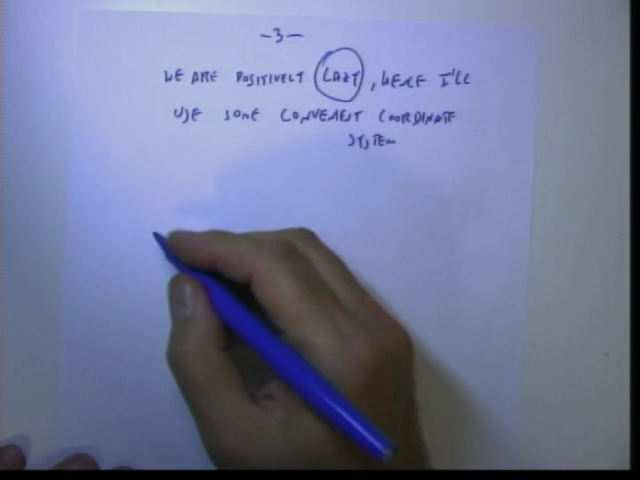 -3-
WE ARE POSITIVELY LAZY, HERE I'LL
USE SOME CONVENIENT COORDINATE
SYSTEM